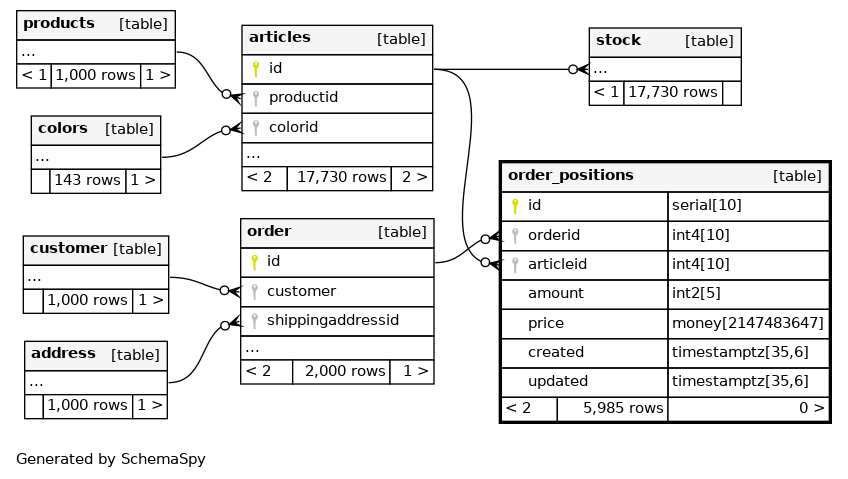 products [table]
...
< 1 1,000 rows 1 >
colors [table]
...
143 rows 1 >
customer [table]
...
1,000 rows 1 >
address [table]
...
1,000 rows 1 >
articles [table]
id
productid
colorid
...
< 2 17,730 rows 2 >
order [table]
id
customer
shippingaddressid
...
< 2 2,000 rows 1 >
stock [table]
...
< 1 17,730 rows
order_positions [table]
id serial[10]
orderid int4[10]
articleid int4[10]
amount int2[5]
price money[2147483647]
created timestamptz[35,6]
updated timestamptz[35,6]
< 2 5,985 rows 0 >
Generated by SchemaSpy